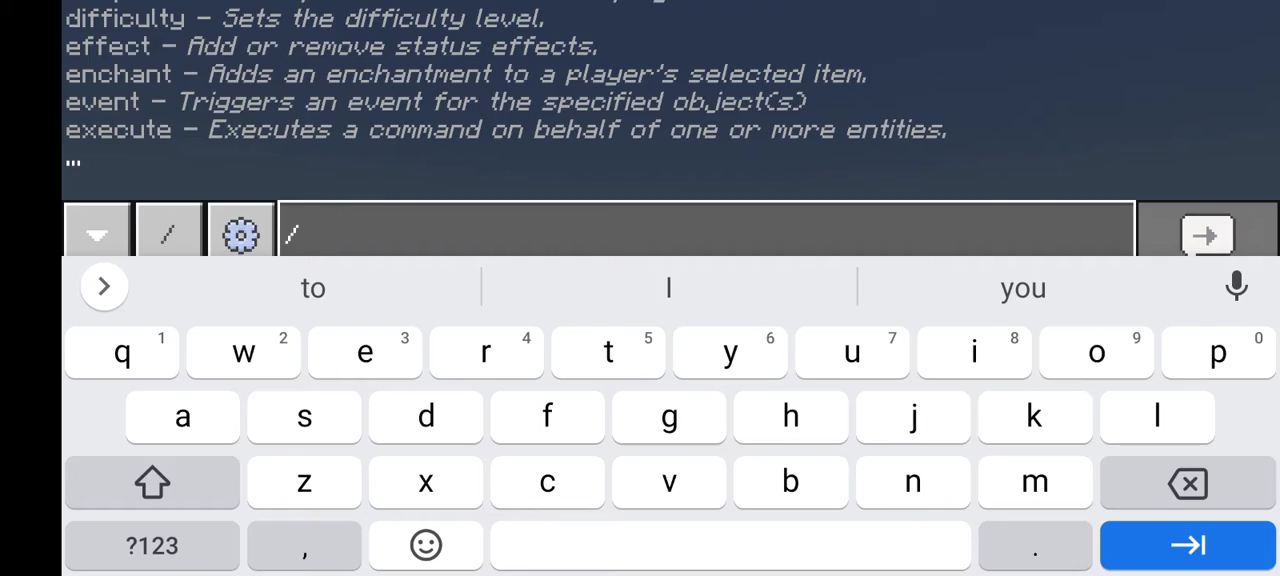 difficulty - Sets the difficulty level.
effect - Add or remove status effects.
enchant - Adds an enchantment to a player's selected item.
event - Triggers an event for the specified object(s)
execute - Executes a command on behalf of one or more entities.
...
/ /
to I you
q 1 w 2 e 3 r 4 t 5 y 6 u 7 i 8 o 9 p 0
a s d f g h j k l
z x c v b n m
?123 , .